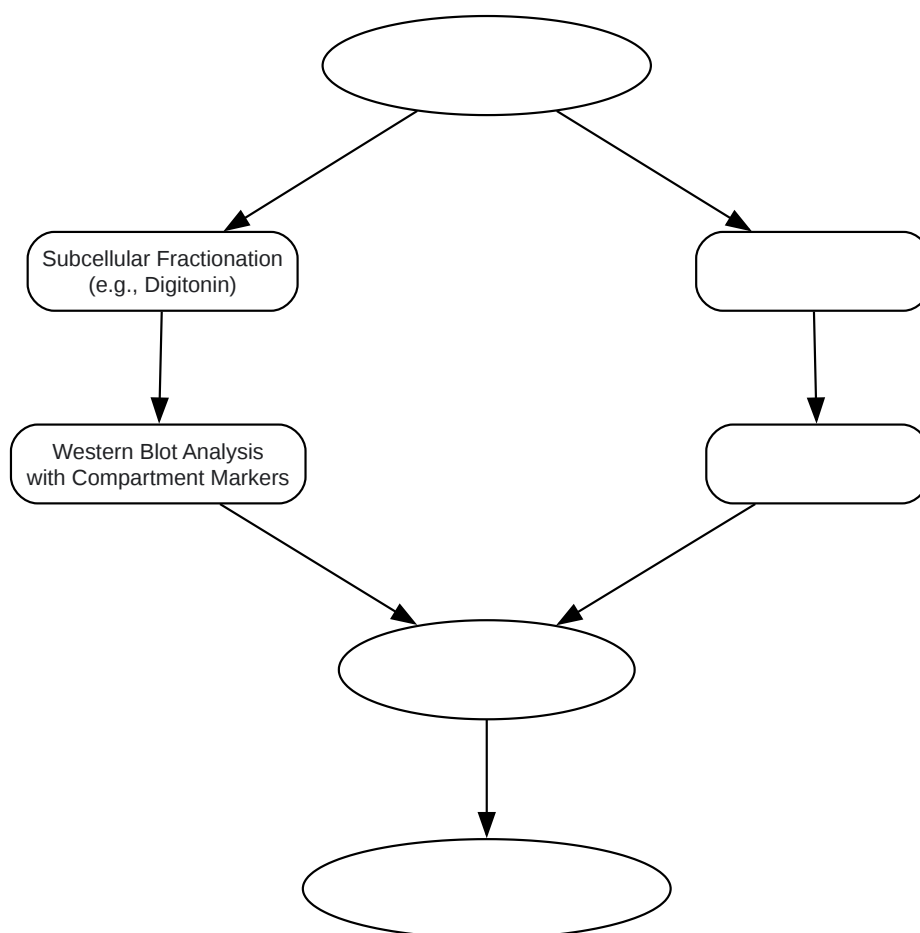 Subcellular Fractionation
(e.g., Digitonin)
Western Blot Analysis
with Compartment Markers